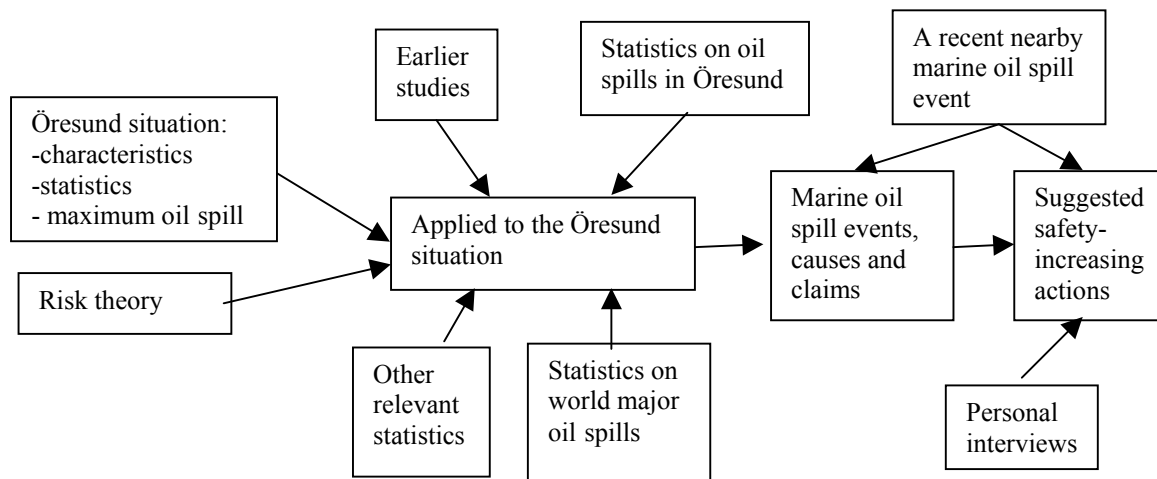 Earlier
studies
Statistics on oil
spills in Öresund
A recent nearby
marine oil spill
event
Öresund situation:
-characteristics
-statistics
- maximum oil spill
Applied to the Öresund
situation
Marine oil
spill events,
causes and
claims
Suggested
safety-
increasing
actions
Risk theory
Other
relevant
statistics
Statistics on
world major
oil spills
Personal
interviews